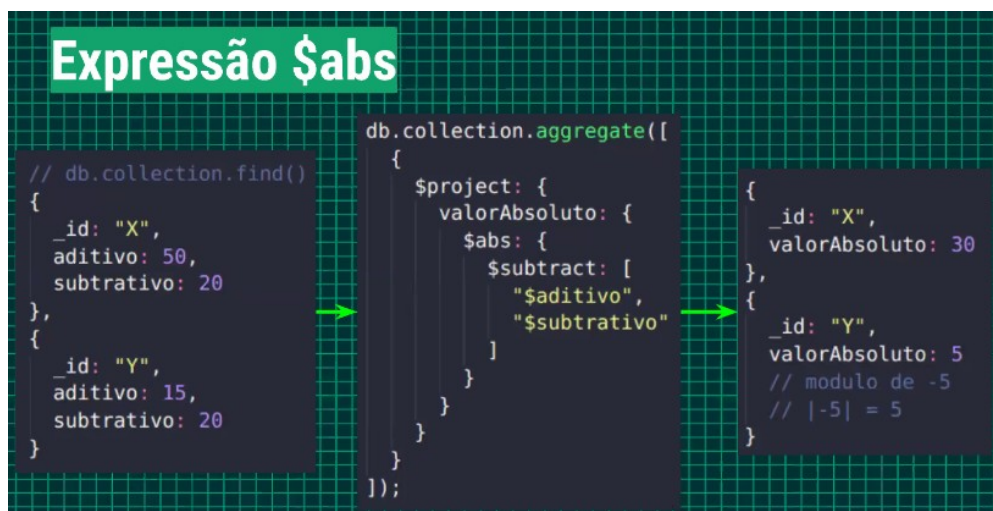 Expressão $abs
// db.collection.find()
{
  _id: "X",
  aditivo: 50,
  subtrativo: 20
},
{
  _id: "Y",
  aditivo: 15,
  subtrativo: 20
}
db.collection.aggregate([
  {
    $project: {
      valorAbsoluto: {
        $abs: {
          $subtract: [
            "$aditivo",
            "$subtrativo"
          ]
        }
      }
    }
  }
]);
{
  _id: "X",
  valorAbsoluto: 30
},
{
  _id: "Y",
  valorAbsoluto: 5
  // modulo de -5
  // |-5| = 5
}